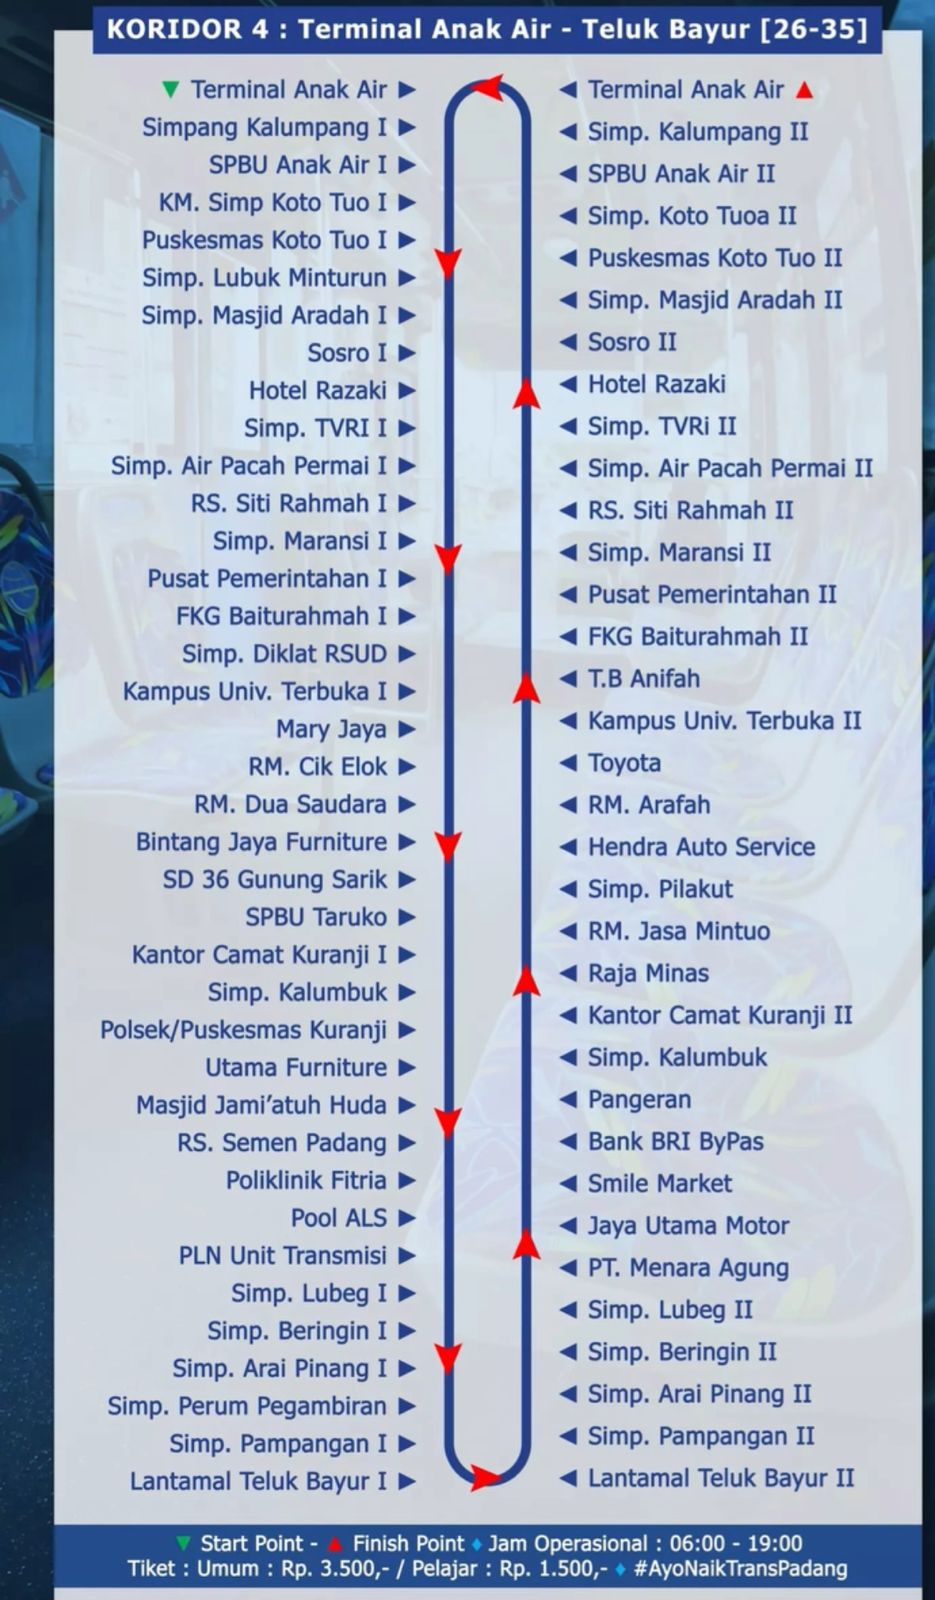 KORIDOR 4 : Terminal Anak Air - Teluk Bayur [26-35]
Terminal Anak Air
Simpang Kalumpang I
SPBU Anak Air I
KM. Simp Koto Tuo I
Puskesmas Koto Tuo I
Simp. Lubuk Minturun
Simp. Masjid Aradah I
Sosro I
Hotel Razaki
Simp. TVRI I
Simp. Air Pacah Permai I
RS. Siti Rahmah I
Simp. Maransi I
Pusat Pemerintahan I
FKG Baiturahmah I
Simp. Diklat RSUD
Kampus Univ. Terbuka I
Mary Jaya
RM. Cik Elok
RM. Dua Saudara
Bintang Jaya Furniture
SD 36 Gunung Sarik
SPBU Taruko
Kantor Camat Kuranji I
Simp. Kalumbuk
Polsek/Puskesmas Kuranji
Utama Furniture
Masjid Jami’atuh Huda
RS. Semen Padang
Poliklinik Fitria
Pool ALS
PLN Unit Transmisi
Simp. Lubeg I
Simp. Beringin I
Simp. Arai Pinang I
Simp. Perum Pegambiran
Simp. Pampangan I
Lantamal Teluk Bayur I
Terminal Anak Air
Simp. Kalumpang II
SPBU Anak Air II
Simp. Koto Tuoa II
Puskesmas Koto Tuo II
Simp. Masjid Aradah II
Sosro II
Hotel Razaki
Simp. TVRi II
Simp. Air Pacah Permai II
RS. Siti Rahmah II
Simp. Maransi II
Pusat Pemerintahan II
FKG Baiturahmah II
T.B Anifah
Kampus Univ. Terbuka II
Toyota
RM. Arafah
Hendra Auto Service
Simp. Pilakut
RM. Jasa Mintuo
Raja Minas
Kantor Camat Kuranji II
Simp. Kalumbuk
Pangeran
Bank BRI ByPas
Smile Market
Jaya Utama Motor
PT. Menara Agung
Simp. Lubeg II
Simp. Beringin II
Simp. Arai Pinang II
Simp. Pampangan II
Lantamal Teluk Bayur II
Start Point - Finish Point Jam Operasional : 06:00 - 19:00
Tiket : Umum : Rp. 3.500,- / Pelajar : Rp. 1.500,- #AyoNaikTransPadang